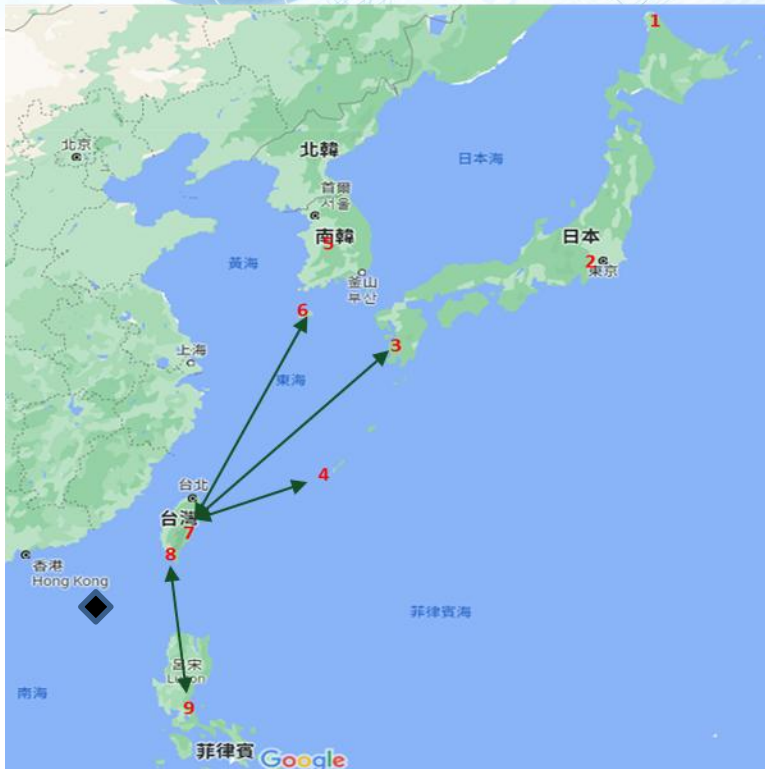 1
北京
北韓
日本海
首爾
서울
南韓
5
日本
2
東京
黃海
釜山
부산
6
3
上海
東海
4
台北
台灣
7
8
香港
Hong Kong
菲律賓海
呂宋
Luzon
南海
9
菲律賓
Google